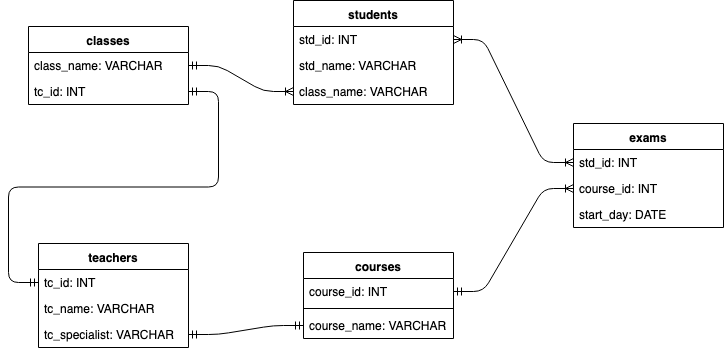 classes
class_name: VARCHAR
tc_id: INT
students
std_id: INT
std_name: VARCHAR
class_name: VARCHAR
exams
std_id: INT
course_id: INT
start_day: DATE
teachers
tc_id: INT
tc_name: VARCHAR
tc_specialist: VARCHAR
courses
course_id: INT
course_name: VARCHAR